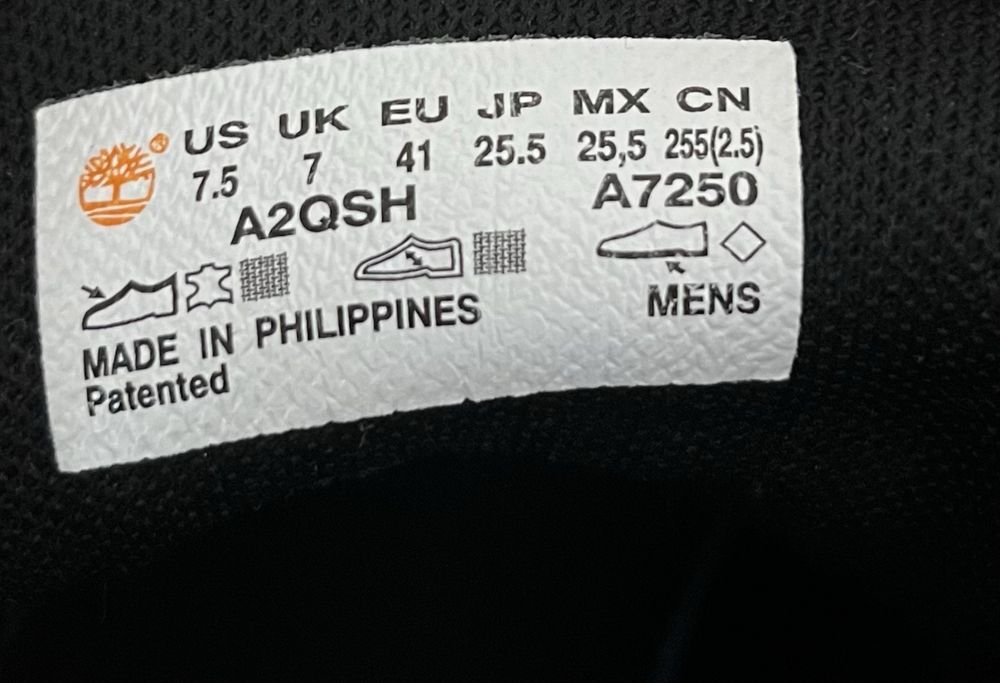 ® US UK EU JP MX CN
7.5 7 41 25.5 25,5 255(2.5)
A2QSH A7250
MENS
MADE IN PHILIPPINES
Patented